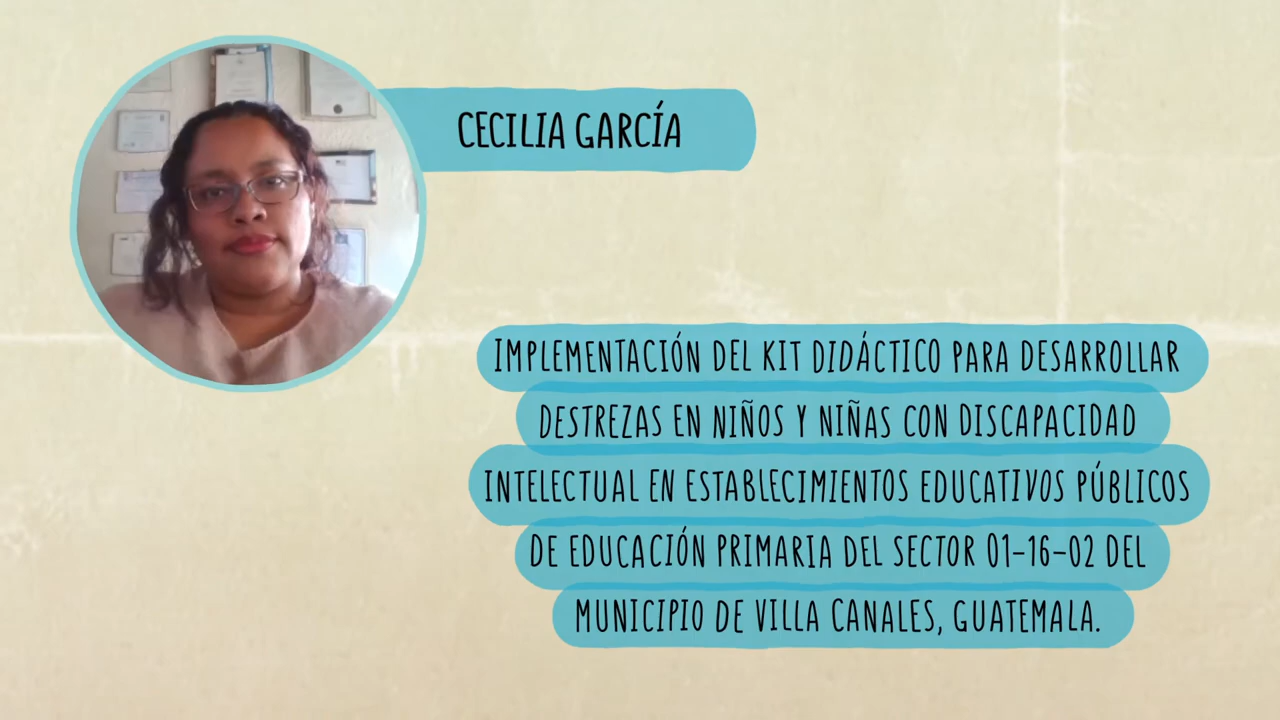 CECILIA GARCÍA
IMPLEMENTACIÓN DEL KIT DIDÁCTICO PARA DESARROLLAR
DESTREZAS EN NIÑOS Y NIÑAS CON DISCAPACIDAD
INTELECTUAL EN ESTABLECIMIENTOS EDUCATIVOS PÚBLICOS
DE EDUCACIÓN PRIMARIA DEL SECTOR 01-16-02 DEL
MUNICIPIO DE VILLA CANALES, GUATEMALA.